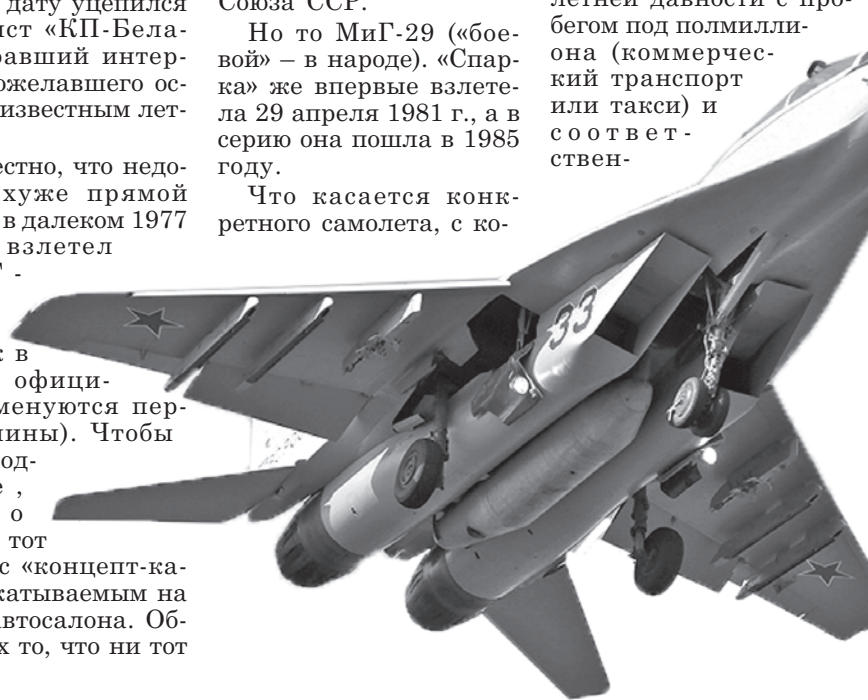 дату уцепился
ист «КП-Бела-
равший интер-
ожелавшего ос-
известным лет-
естно, что недо-
хуже прямой
в далеком 1977
взлетел
-
к в
офици-
менуются пер-
ины). Чтобы
од-
е ,
о
тот
с «концепт-ка-
катываемым на
втосалона. Об-
х то, что ни тот
Союза ССР.
Но то МиГ-29 («бое-
вой» – в народе). «Спар-
ка» же впервые взлете-
ла 29 апреля 1981 г., а в
серию она пошла в 1985
году.
Что касается конк-
ретного самолета, с ко-
летней давности с про-
бегом под полмилли-
она (коммерчес-
кий транспорт
или такси) и
соответ-
ствен-
33